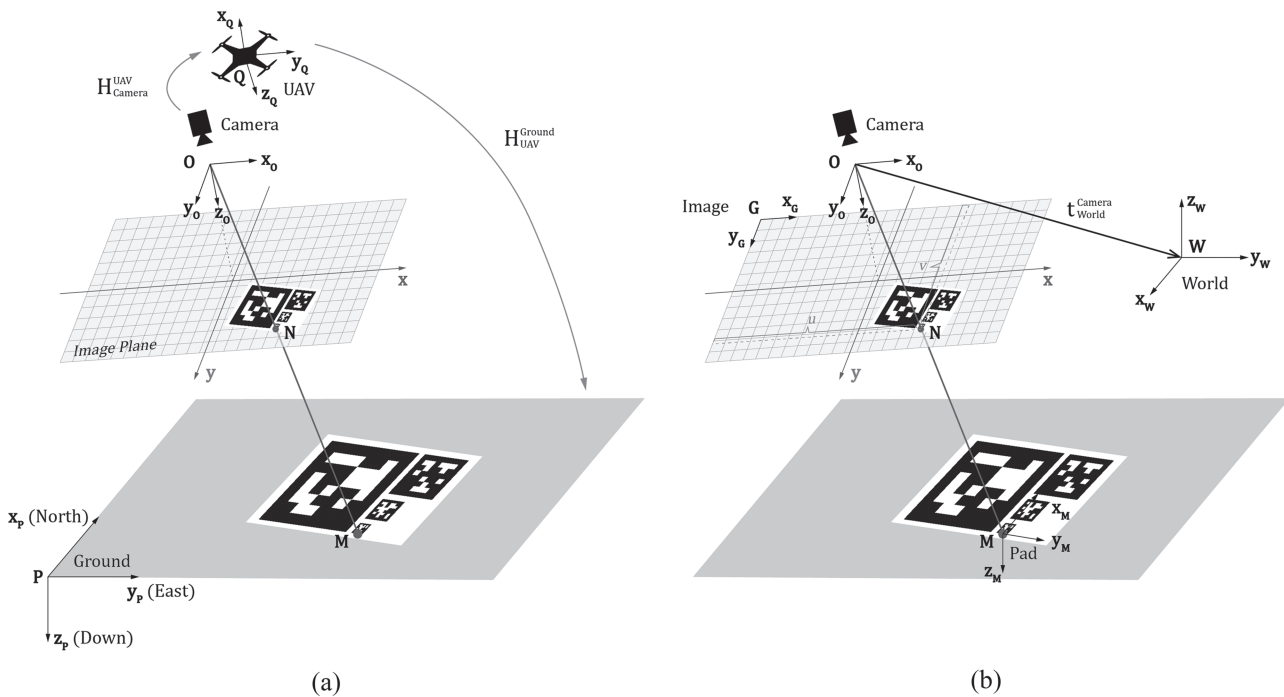 x_Q
y_Q
Q
UAV
z_Q
H^UAV_Camera
Camera
H^Ground_UAV
O
x_O
y_O
z_O
x
N
Image Plane
y
x_P (North)
M
Ground
P
y_P (East)
z_P (Down)
(a)
Camera
O
x_O
Image
G
x_G
y_O
z_O
t^Camera_World
z_W
y_G
W
y_W
v
x
World
x_W
u
N
y
x_M
M
y_M
Pad
z_M
(b)